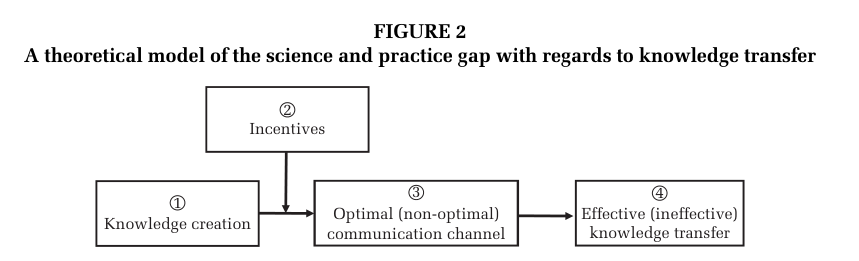 FIGURE 2
A theoretical model of the science and practice gap with regards to knowledge transfer
②
Incentives
①
Knowledge creation
③
Optimal (non-optimal)
communication channel
④
Effective (ineffective)
knowledge transfer